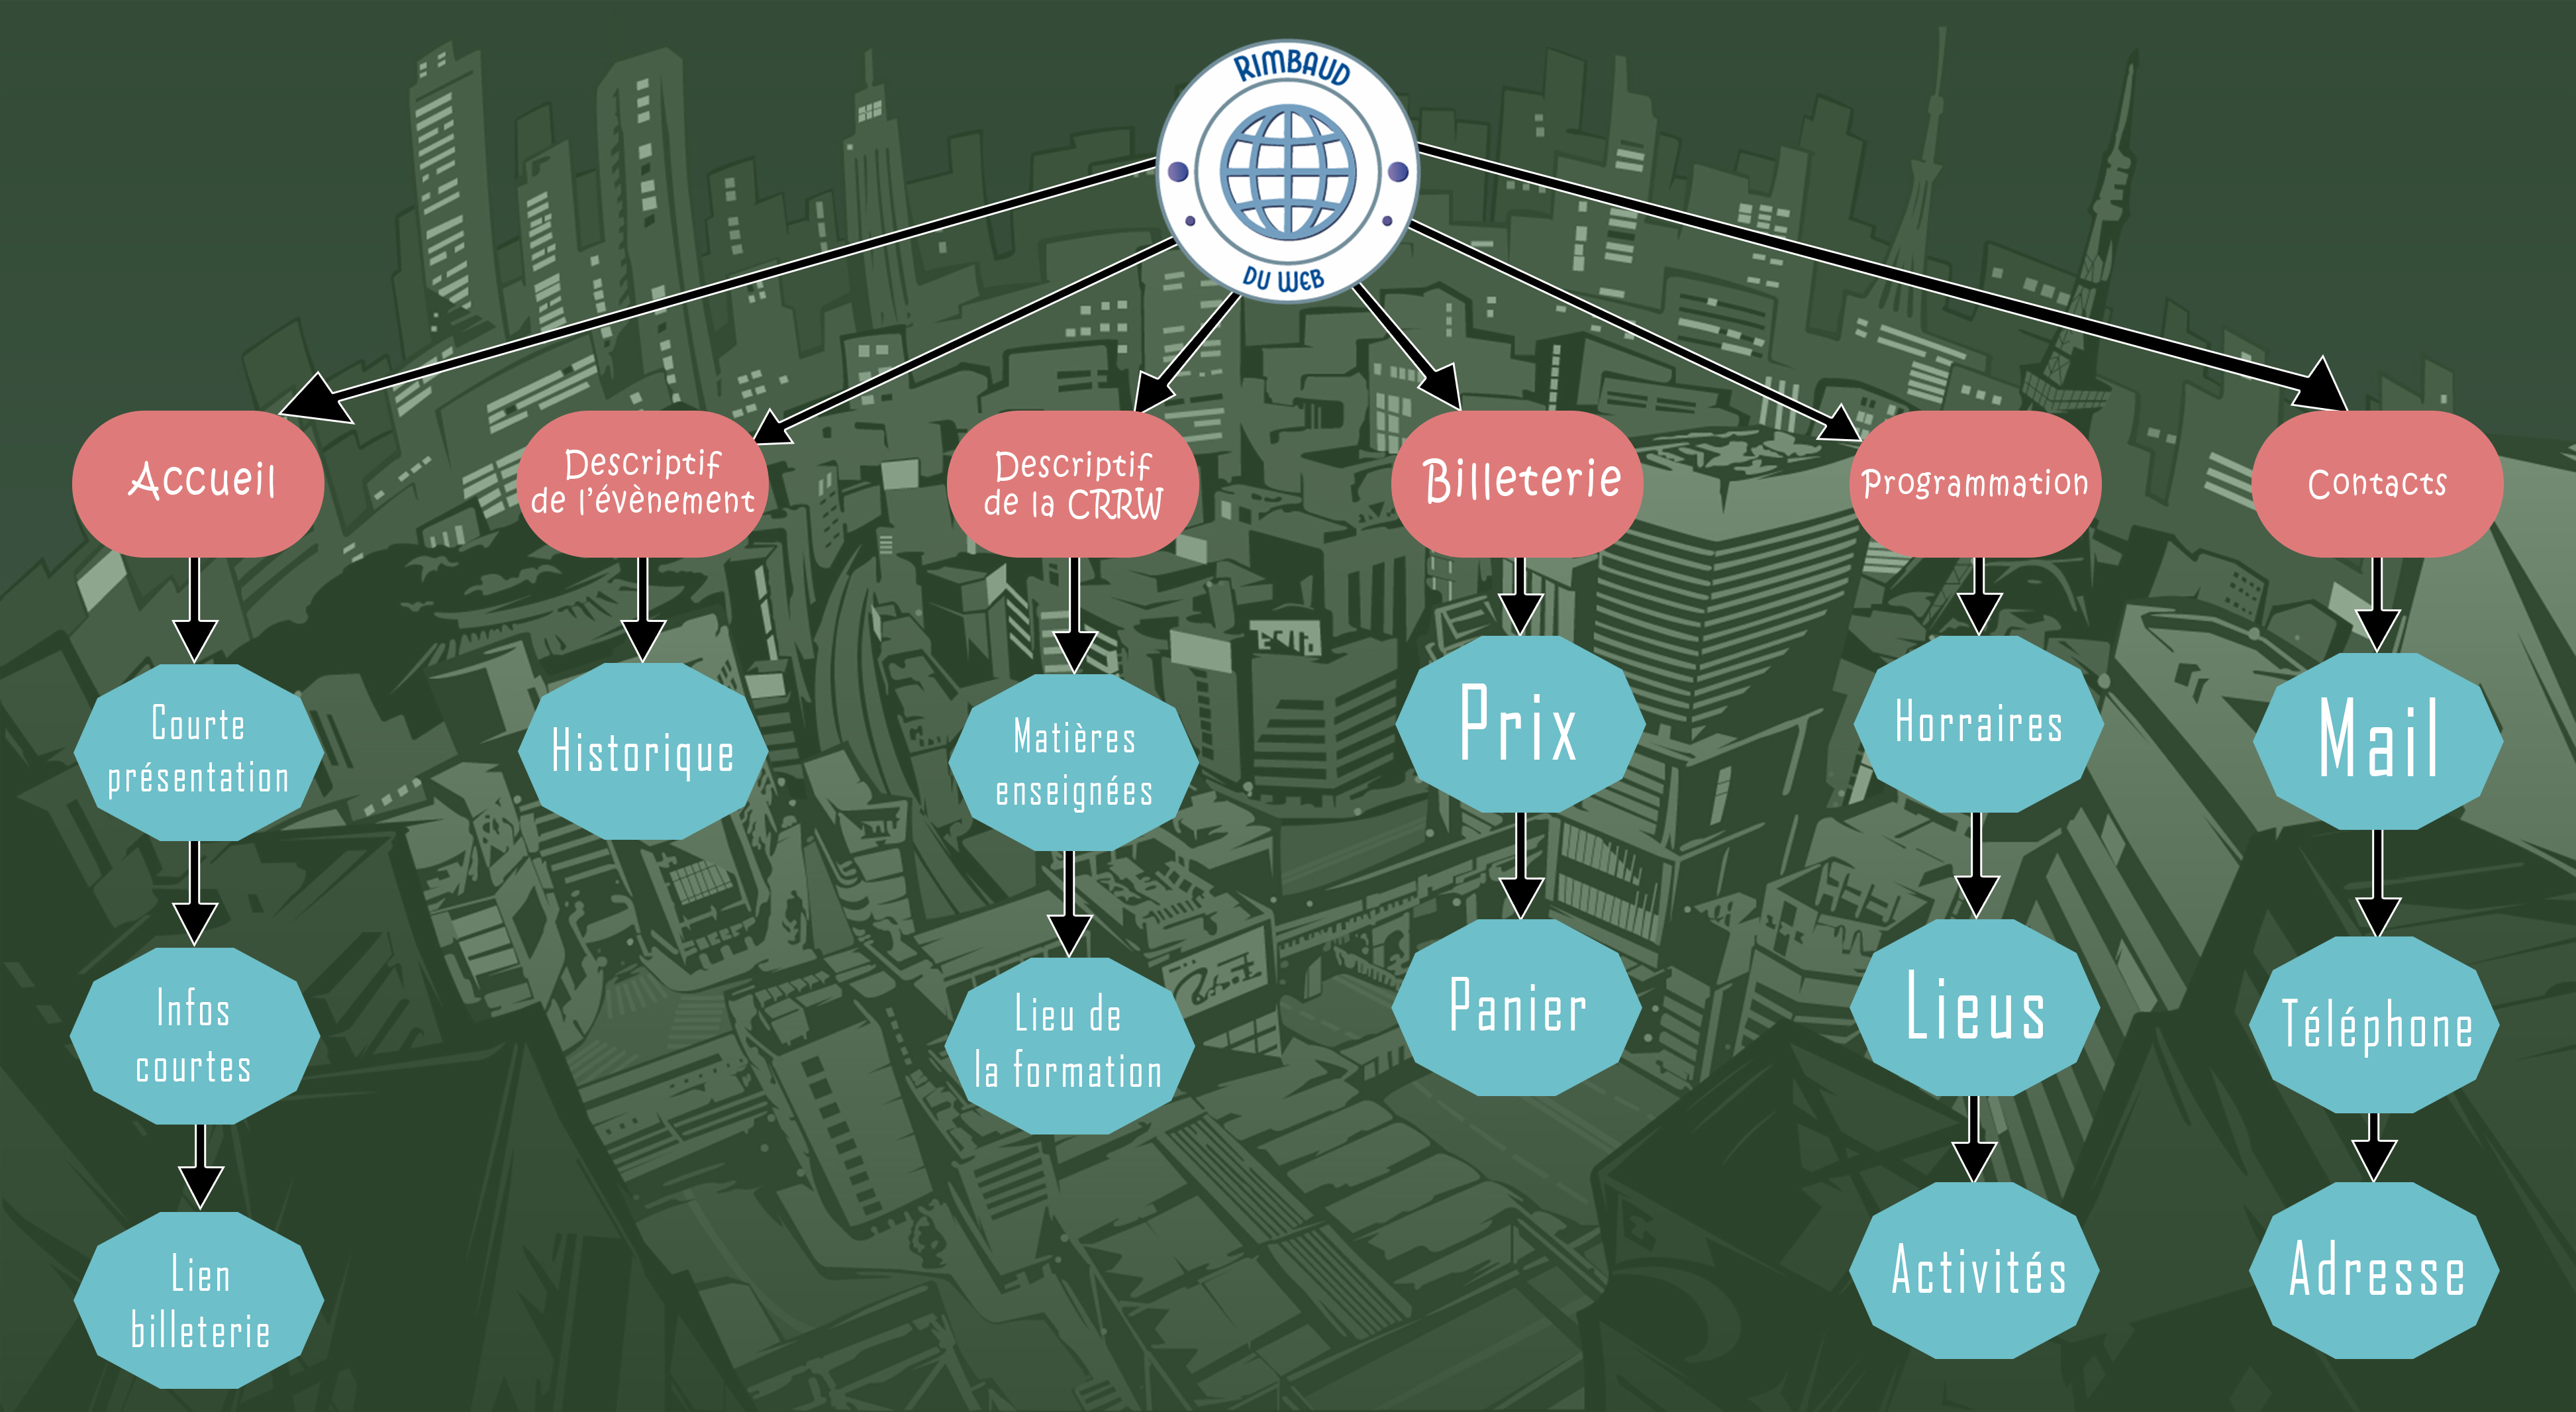 RIMBAUD
DU WEB
Accueil
Descriptif
de l'évènement
Descriptif
de la CRRW
Billeterie
Programmation
Contacts
Courte
présentation
Historique
Matières
enseignées
Prix
Horraires
Mail
Infos
courtes
Lieu de
la formation
Panier
Lieus
Téléphone
Lien
billeterie
Activités
Adresse